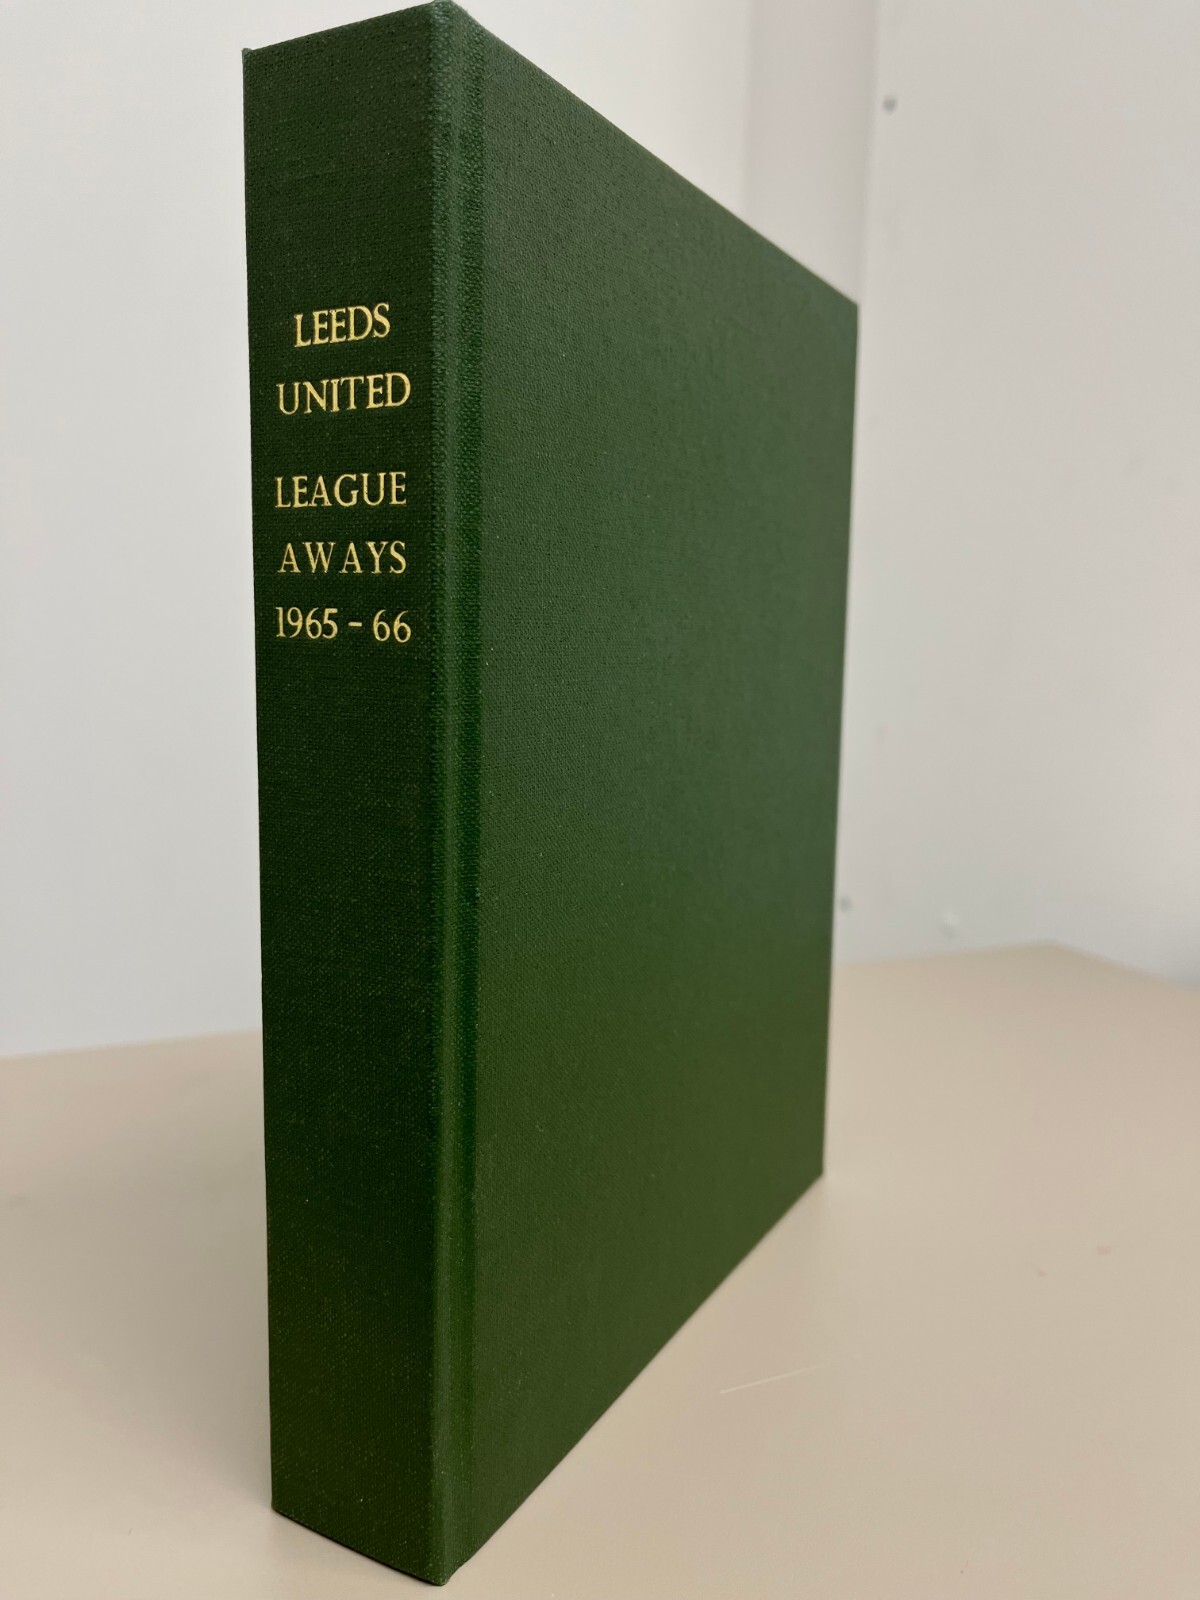 LEEDS
UNITED
LEAGUE
AWAYS
1965-66